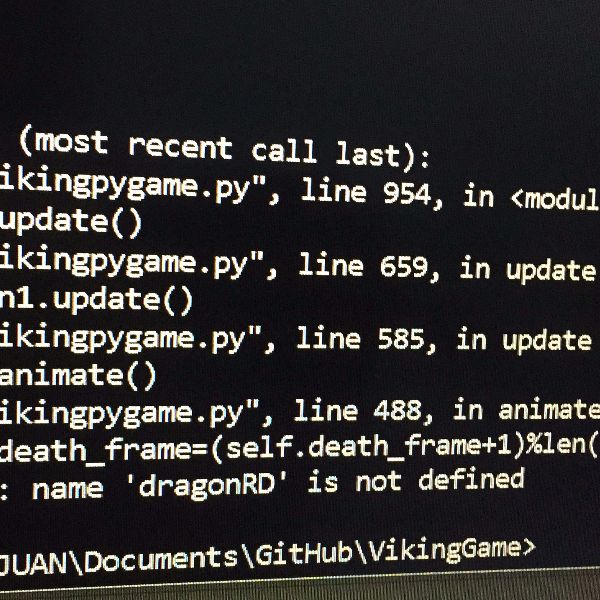 (most recent call last):
ikingpygame.py", line 954, in <modul
update()
ikingpygame.py", line 659, in update
n1.update()
ikingpygame.py", line 585, in update
animate()
ikingpygame.py", line 488, in animate
death_frame=(self.death_frame+1)%len(
: name 'dragonRD' is not defined
JUAN\Documents\GitHub\VikingGame>